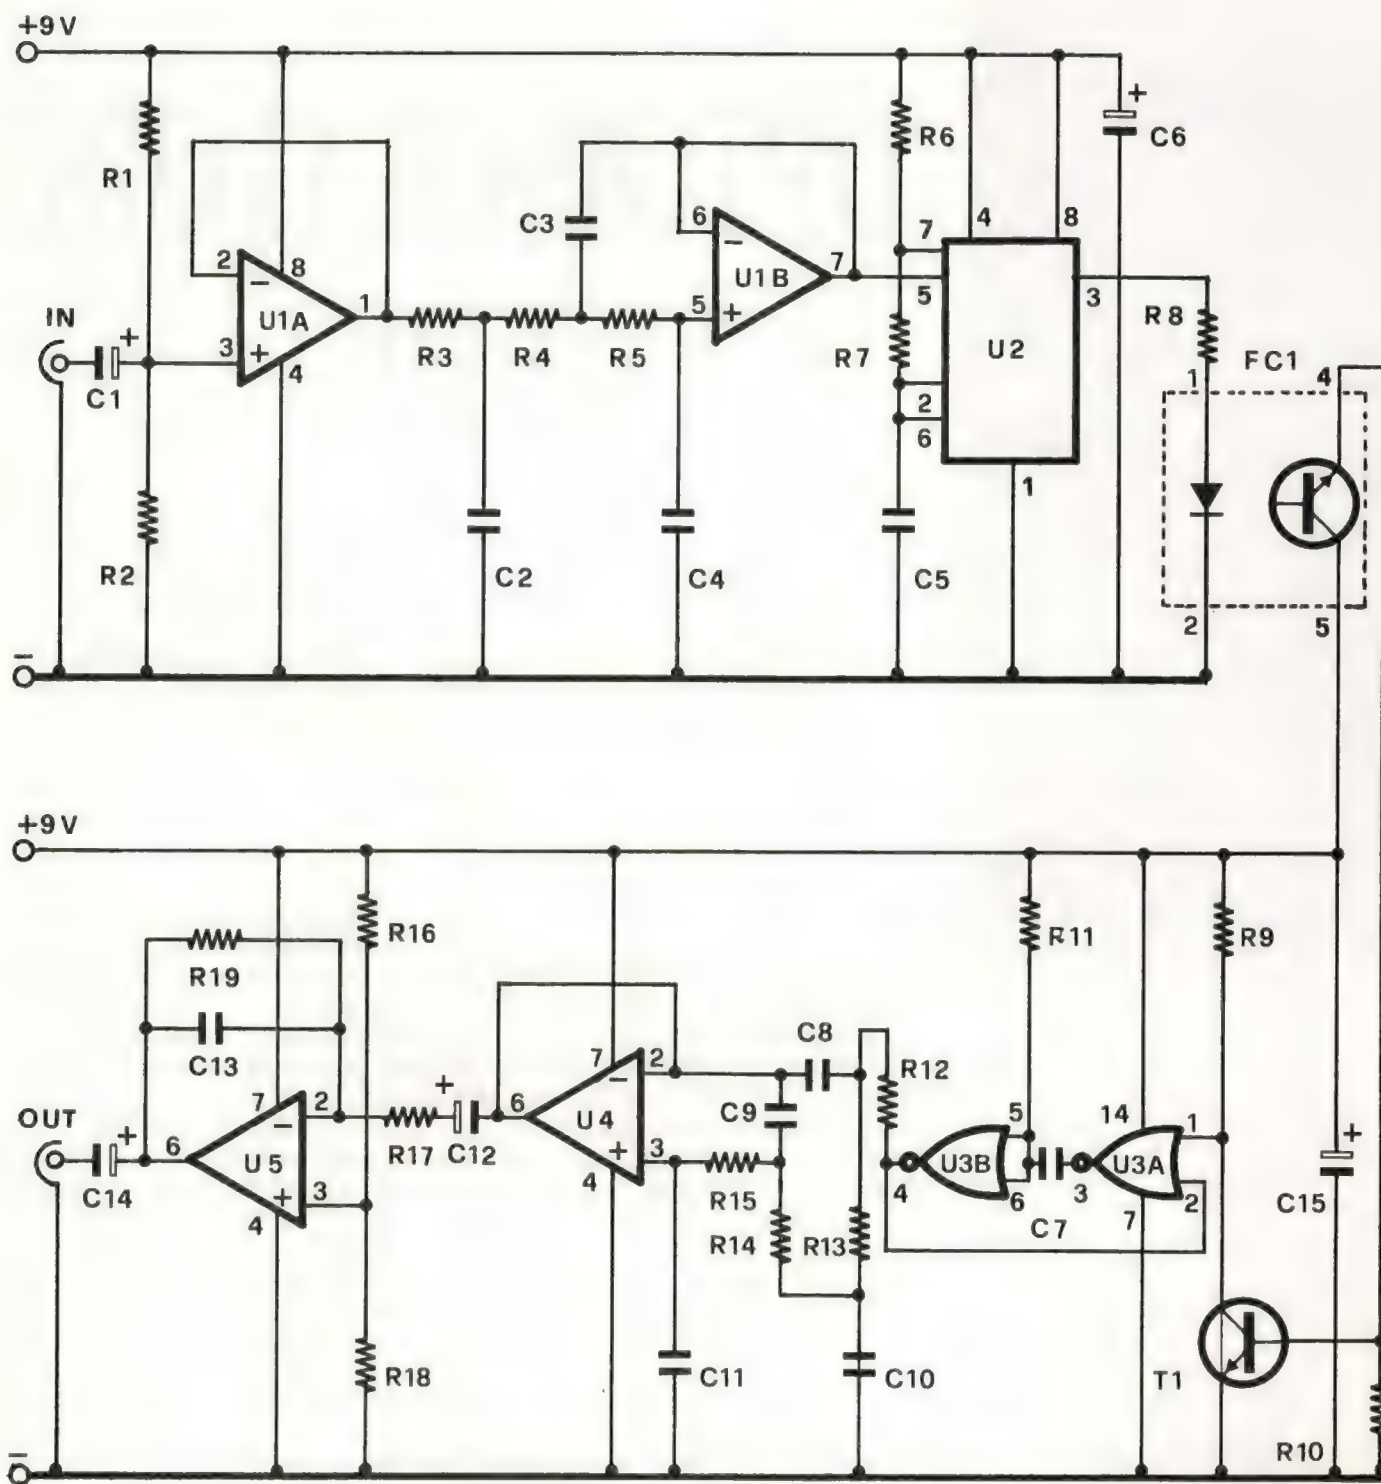 +9V
R1
R6
+
C6
C3
6
−
7
4
8
2
8
−
U1A
1
U1B
7
5
3
IN
+
3
+
4
R3
R4
R5
5
+
R7
U2
R8
C1
2
6
FC1
1
4
1
R2
C2
C4
C5
2
5
−
+9V
R16
R11
R9
R19
C13
C8
R12
7
−
2
C9
5
14
1
OUT
+
6
7
−
2
+
6
U4
U3B
U3A
+
U5
R17
C12
+
3
4
6
3
2
C14
+
3
4
R15
C7
7
C15
4
R14
R13
R18
C11
C10
T1
R10
−